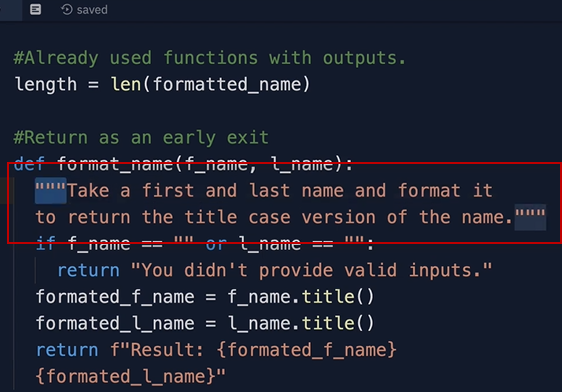 saved
#Already used functions with outputs.
length = len(formatted_name)
#Return as an early exit
def format_name(f_name, l_name):
"""Take a first and last name and format it
to return the title case version of the name."""
if f_name == "" or l_name == "":
return "You didn't provide valid inputs."
formated_f_name = f_name.title()
formated_l_name = l_name.title()
return f"Result: {formated_f_name}
{formated_l_name}"